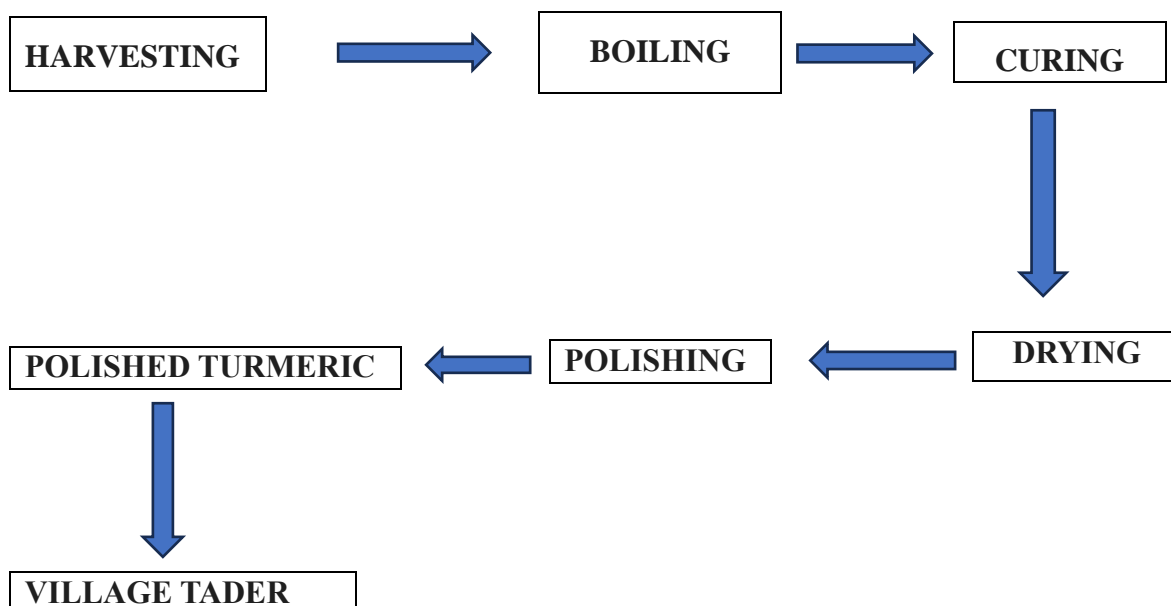 HARVESTING
BOILING
CURING
DRYING
POLISHING
POLISHED TURMERIC
VILLAGE TADER